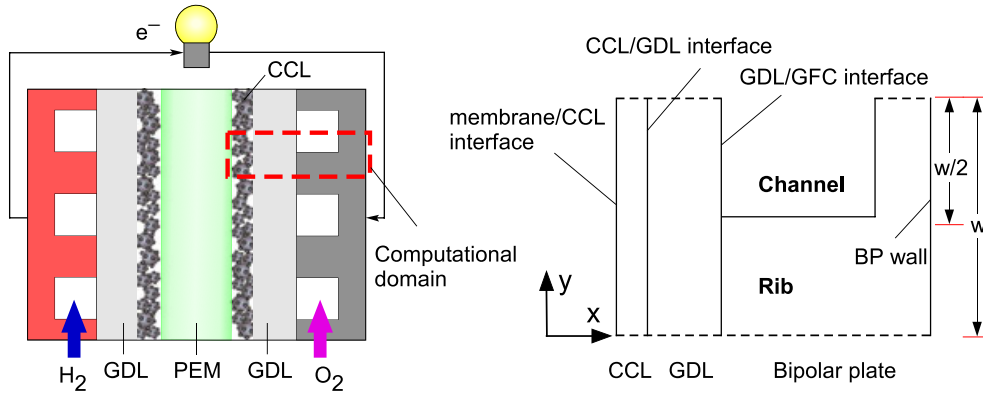 e⁻
CCL
Computational
domain
H₂
GDL
PEM
GDL
O₂
CCL/GDL interface
GDL/GFC interface
membrane/CCL
interface
Channel
w/2
w
BP wall
Rib
y
x
CCL
GDL
Bipolar plate